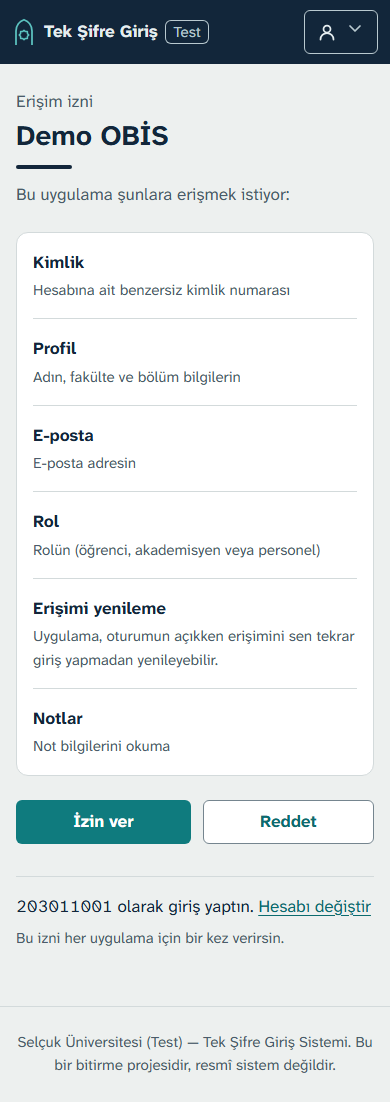 Tek Şifre Giriş Test
Erişim izni
Demo OBİS
Bu uygulama şunlara erişmek istiyor:
Kimlik
Hesabına ait benzersiz kimlik numarası
Profil
Adın, fakülte ve bölüm bilgilerin
E-posta
E-posta adresin
Rol
Rolün (öğrenci, akademisyen veya personel)
Erişimi yenileme
Uygulama, oturumun açıkken erişimini sen tekrar
giriş yapmadan yenileyebilir.
Notlar
Not bilgilerini okuma
İzin ver Reddet
203011001 olarak giriş yaptın. Hesabı değiştir
Bu izni her uygulama için bir kez verirsin.
Selçuk Üniversitesi (Test) — Tek Şifre Giriş Sistemi. Bu
bir bitirme projesidir, resmî sistem değildir.